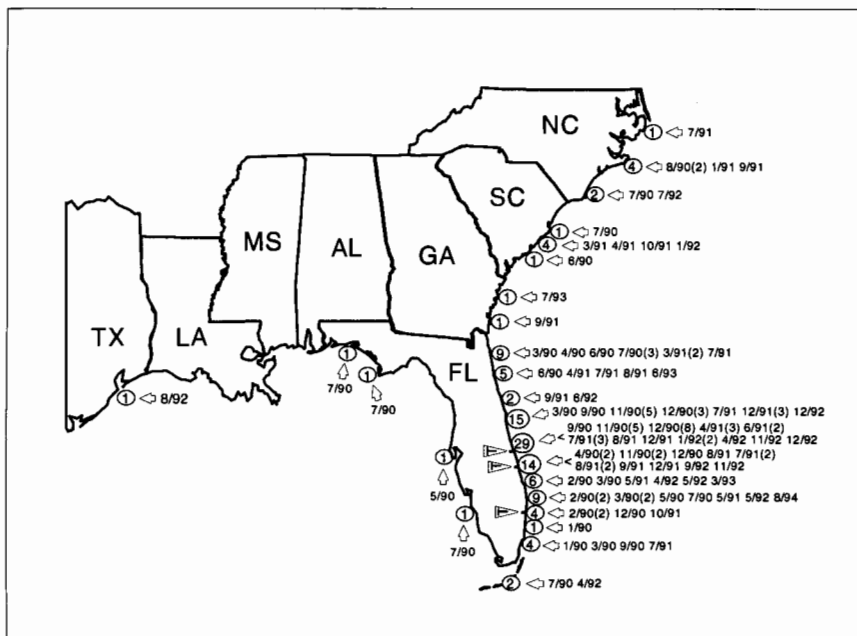 NC
① ⇦ 7/91
④ ⇦ 8/90(2) 1/91 9/91
② ⇦ 7/90 7/92
SC
① ⇦ 7/90
④ ⇦ 3/91 4/91 10/91 1/92
① ⇦ 6/90
MS
AL
GA
① ⇦ 7/93
① ⇦ 9/91
TX
LA
FL
⑨ ⇦ 3/90 4/90 6/90 7/90(3) 3/91(2) 7/91
① 7/90
① 7/90
⑤ ⇦ 6/90 4/91 7/91 8/91 6/93
① ⇦ 8/92
② ⇦ 9/91 6/92
⑮ ⇦ 3/90 9/90 11/90(5) 12/90(3) 7/91 12/91(3) 12/92
9/90 11/90(5) 12/90(8) 4/91(3) 6/91(2)
㉙ ⇦ 7/91(3) 8/91 12/91 1/92(2) 4/92 11/92 12/92
4/90(2) 11/90(2) 12/90 8/91 7/91(2)
⑭ ⇦ 8/91(2) 9/91 12/91 9/92 11/92
① 5/90
⑥ ⇦ 2/90 3/90 5/91 4/92 5/92 3/93
⑨ ⇦ 2/90(2) 3/90(2) 5/90 7/90 5/91 5/92 8/94
④ ⇦ 2/90(2) 12/90 10/91
① 7/90
① ⇦ 1/90
④ ⇦ 1/90 3/90 9/90 7/91
② ⇦ 7/90 4/92